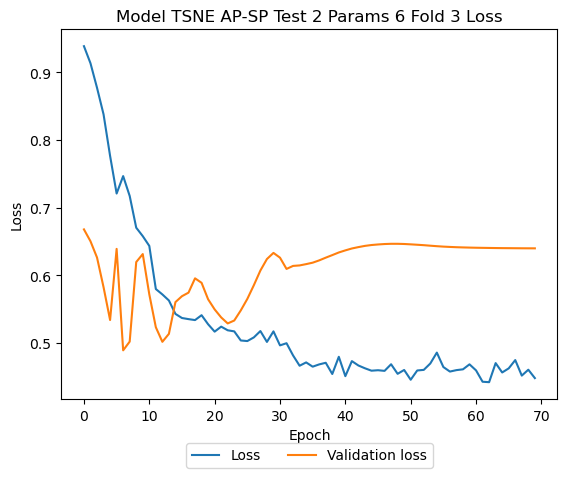 Model TSNE AP-SP Test 2 Params 6 Fold 3 Loss
0.9
0.8
0.7
0.6
0.5
Loss
0 10 20 30 40 50 60 70
Epoch
Loss Validation loss